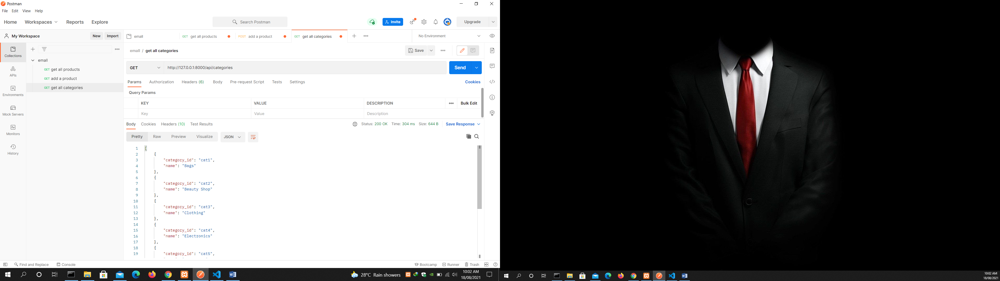 Postman
File Edit View Help
Home Workspaces Reports Explore
Search Postman
Invite
Upgrade
My Workspace
New Import
emall
GET get all products
POST add a product
GET get all categories
No Environment
Collections
APIs
Environments
Mock Servers
Monitors
History
emall
GET get all products
GET add a product
GET get all categories
emall / get all categories
Save
GET
http://127.0.0.1:8000/api/categories
Send
Params Authorization Headers (6) Body Pre-request Script Tests Settings
Cookies
Query Params
KEY VALUE DESCRIPTION Bulk Edit
Key Value Description
Body Cookies Headers (10) Test Results
Status: 200 OK Time: 304 ms Size: 644 B
Save Response
Pretty Raw Preview Visualize JSON
1 [
2 {
3 "category_id": "cat1",
4 "name": "Bags"
5 },
6 {
7 "category_id": "cat2",
8 "name": "Beauty Shop"
9 },
10 {
11 "category_id": "cat3",
12 "name": "Clothing"
13 },
14 {
15 "category_id": "cat4",
16 "name": "Electronics"
17 },
18 {
19 "category_id": "cat5",
Find and Replace Console
Bootcamp Runner Trash
28°C Rain showers
10:02 AM
18/08/2021
10:02 AM
18/08/2021